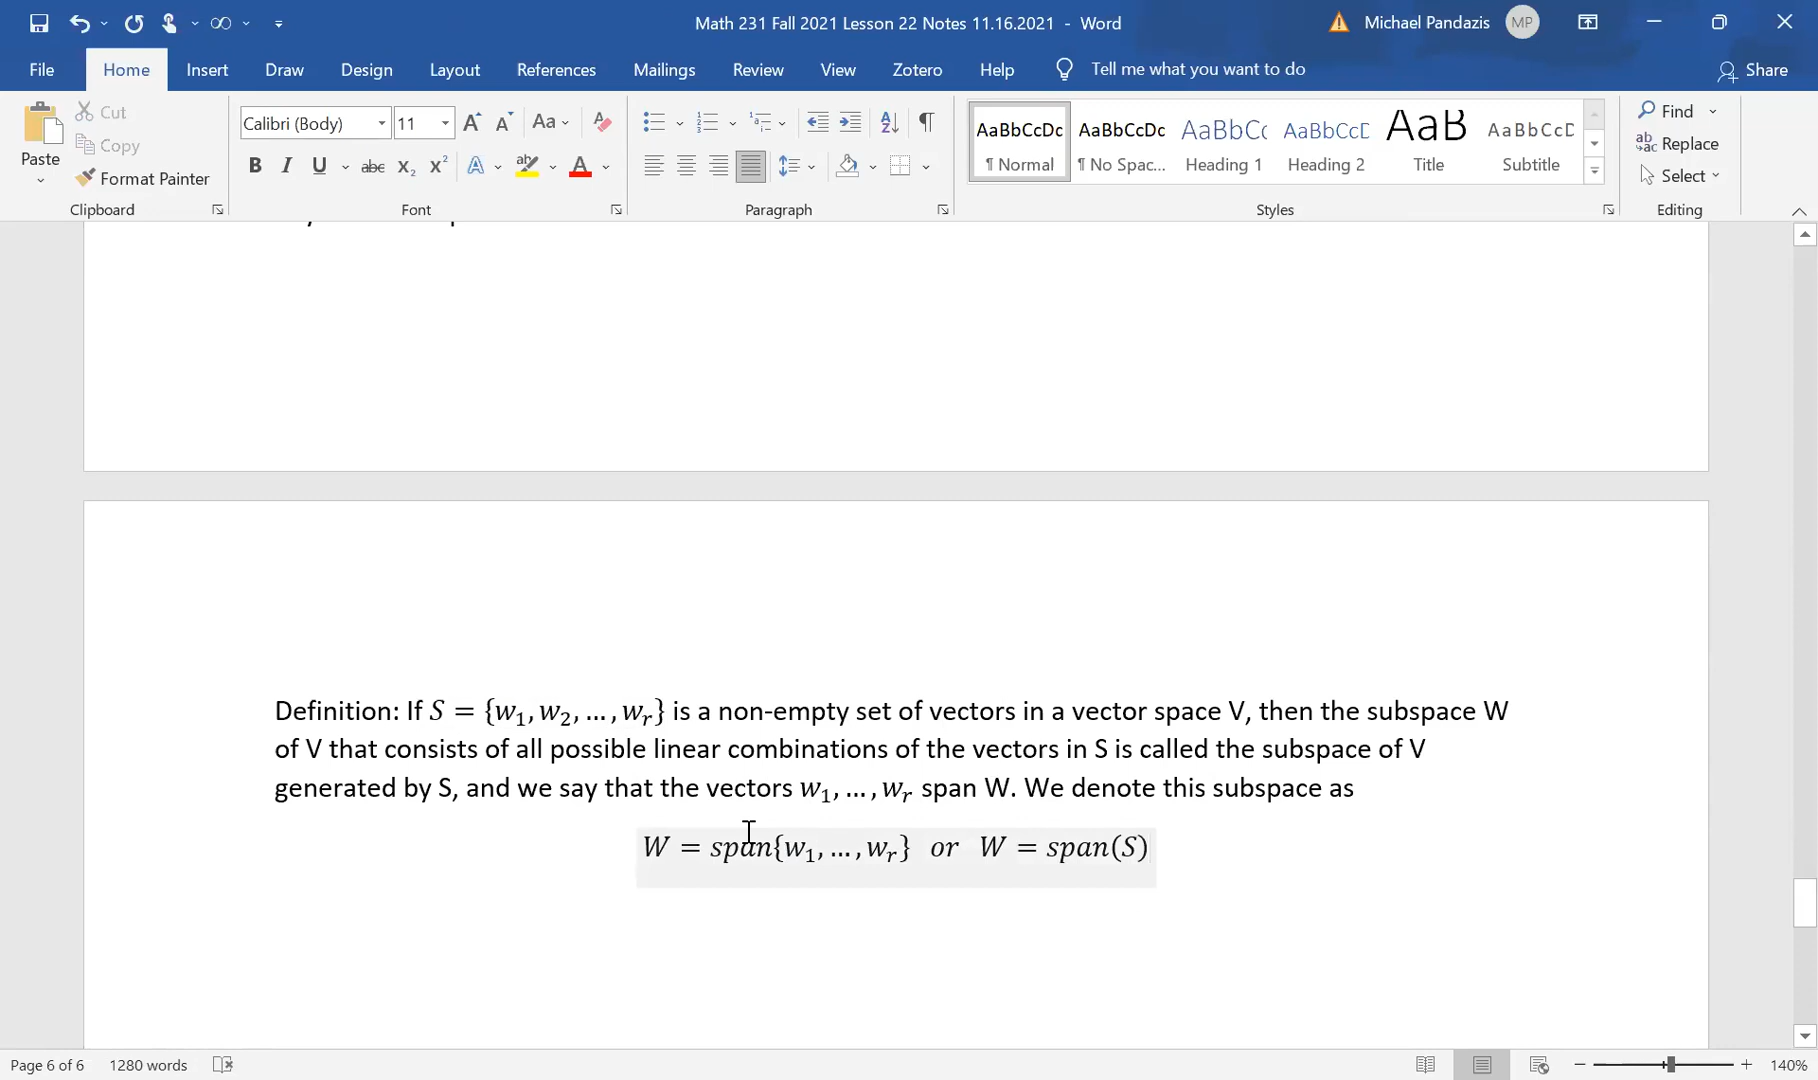 Math 231 Fall 2021 Lesson 22 Notes 11.16.2021 - Word
Michael Pandazis MP
File Home Insert Draw Design Layout References Mailings Review View Zotero Help Tell me what you want to do Share
Paste
Cut
Copy
Format Painter
Clipboard
Calibri (Body) 11 Aa
B I U abc X₂ X² A A
Font
Paragraph
AaBbCcDc AaBbCcDc AaBbCc AaBbCcD AaB AaBbCcD
¶ Normal ¶ No Spac... Heading 1 Heading 2 Title Subtitle
Styles
Find
Replace
Select
Editing
Definition: If S = {w₁, w₂, … , wᵣ} is a non-empty set of vectors in a vector space V, then the subspace W
of V that consists of all possible linear combinations of the vectors in S is called the subspace of V
generated by S, and we say that the vectors w₁, … , wᵣ span W. We denote this subspace as
W = span{w₁, … , wᵣ} or W = span(S)
Page 6 of 6 1280 words 140%